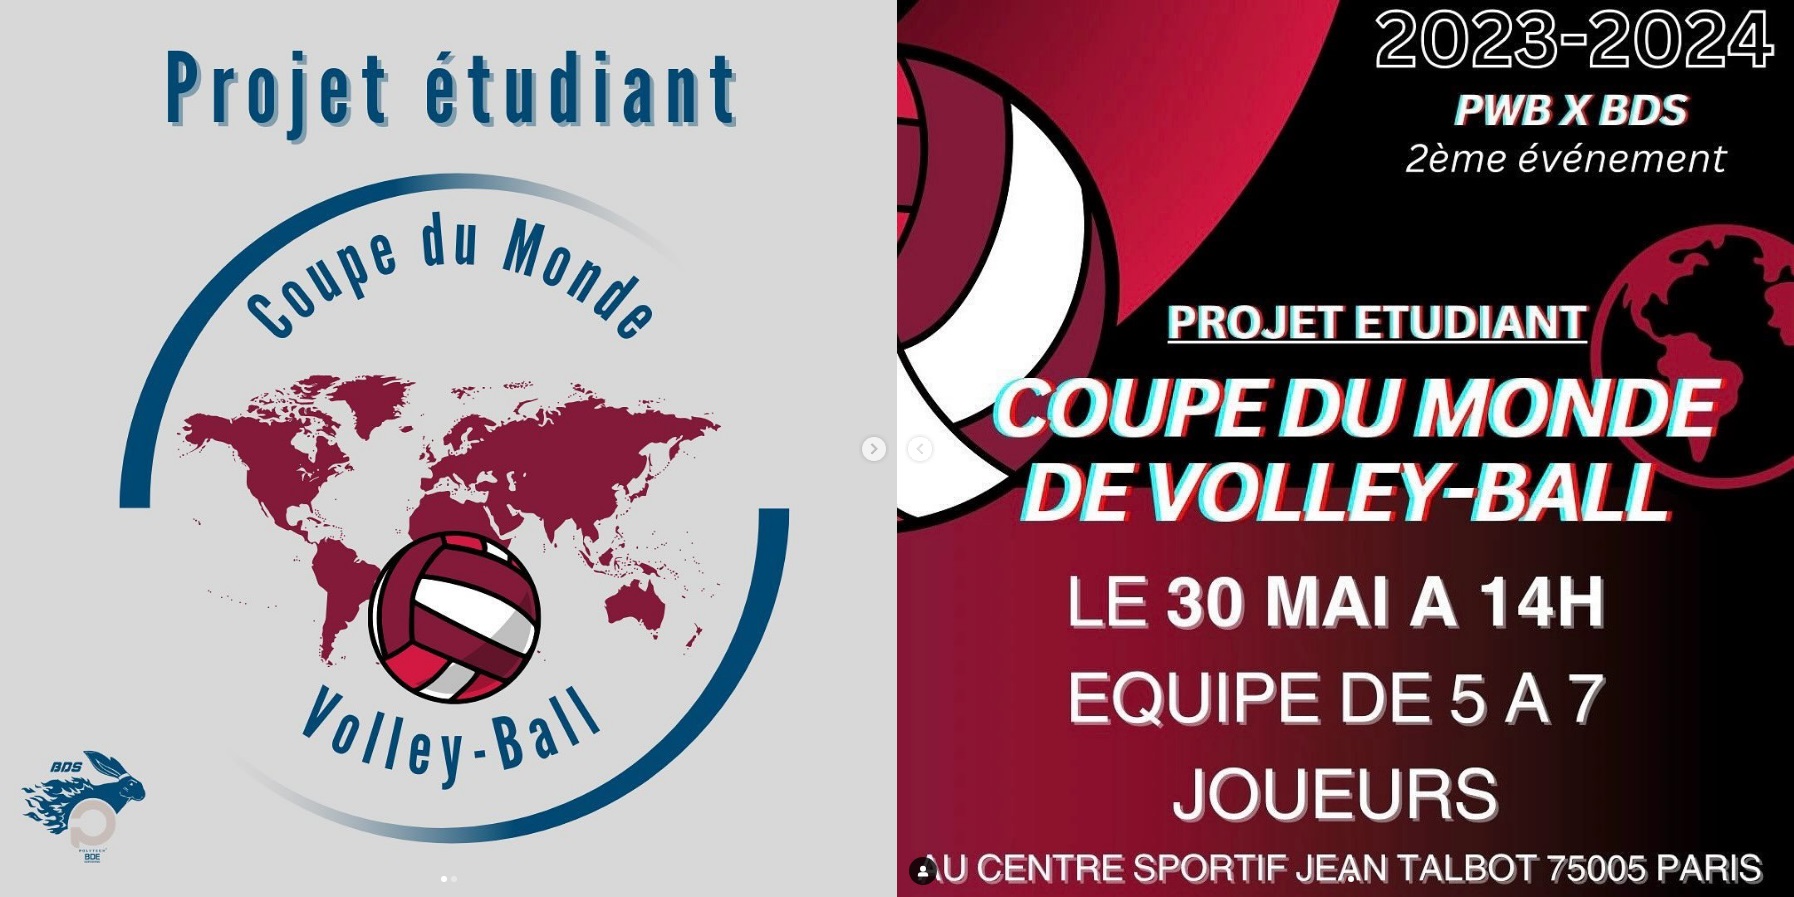 Projet étudiant
Coupe du Monde
Volley-Ball
BDS
POLYTECH
BDE
2023-2024
PWB X BDS
2ème événement
PROJET ETUDIANT
COUPE DU MONDE
DE VOLLEY-BALL
LE 30 MAI A 14H
EQUIPE DE 5 A 7
JOUEURS
AU CENTRE SPORTIF JEAN TALBOT 75005 PARIS